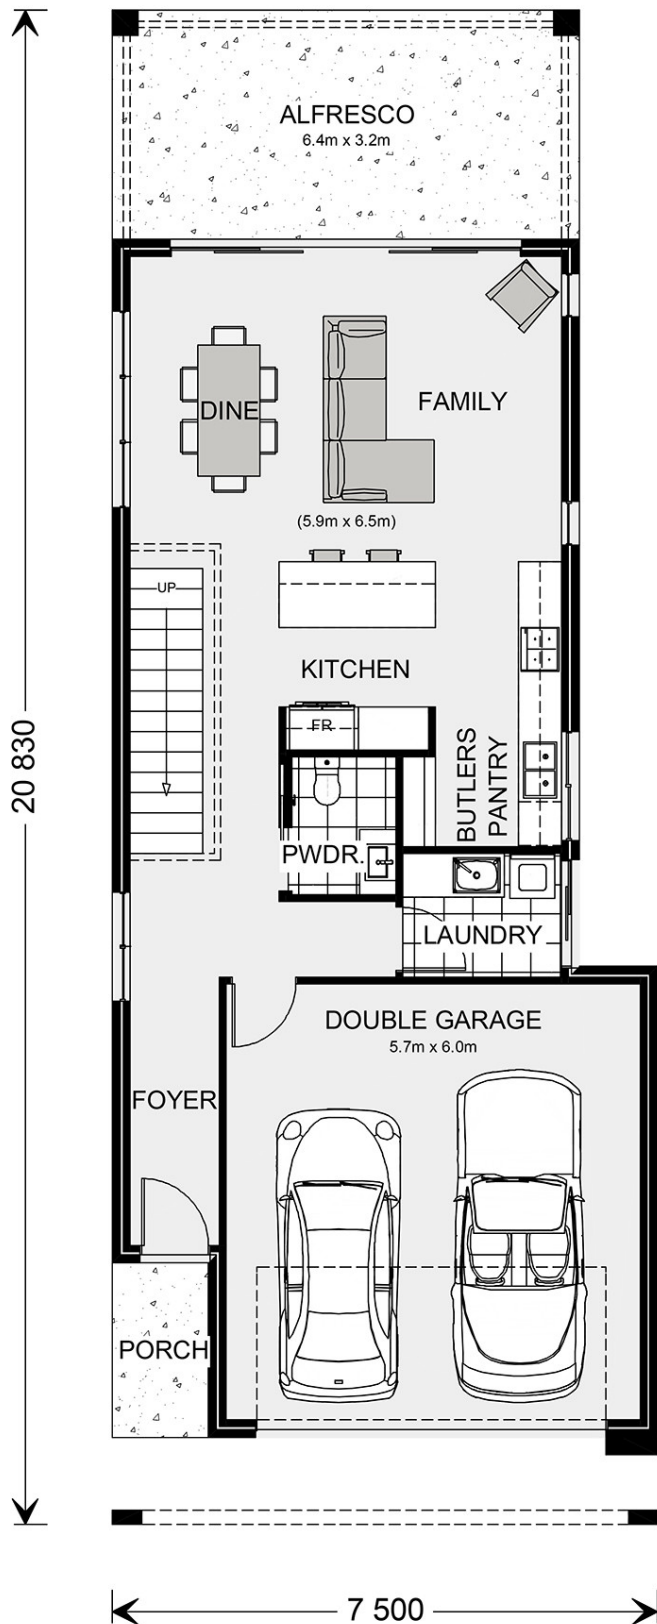 ALFRESCO
6.4m x 3.2m
DINE
FAMILY
(5.9m x 6.5m)
UP
KITCHEN
FR
BUTLERS
PANTRY
20 830
PWDR.
LAUNDRY
DOUBLE GARAGE
5.7m x 6.0m
FOYER
PORCH
7 500